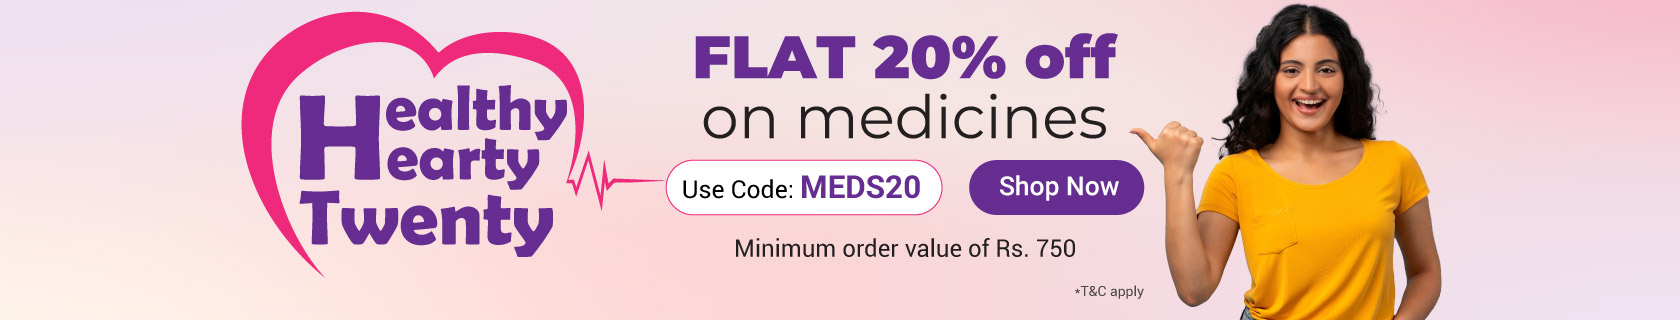 Healthy
Hearty
Twenty
FLAT 20% off
on medicines
Use Code: MEDS20
Shop Now
Minimum order value of Rs. 750
*T&C apply